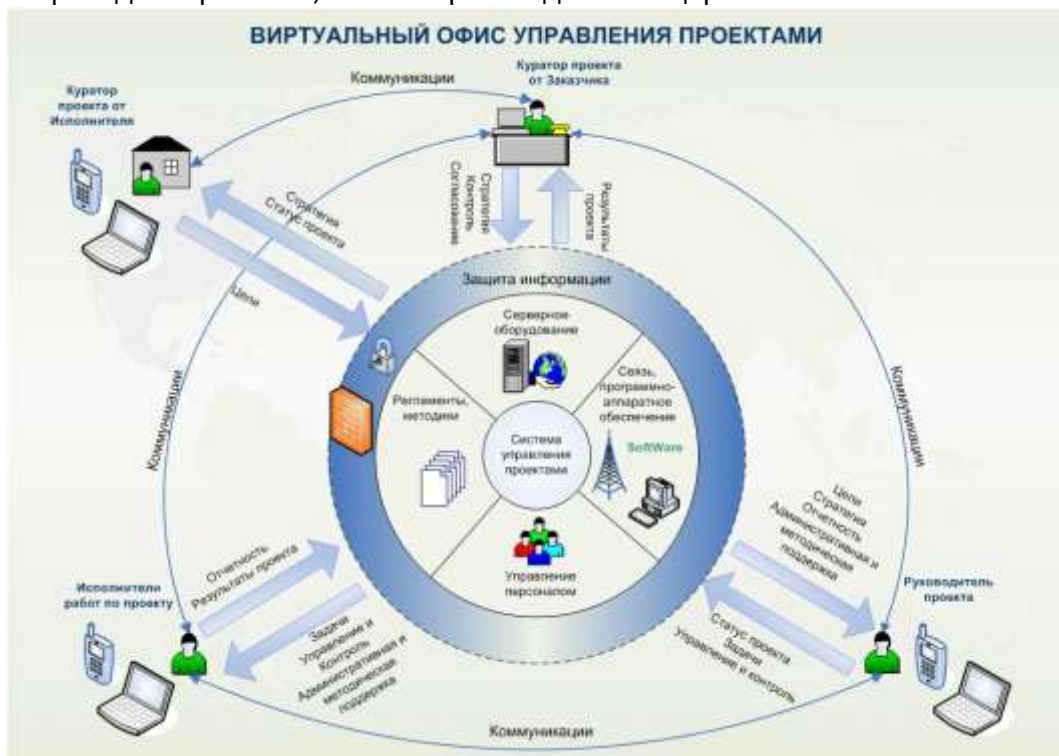 ВИРТУАЛЬНЫЙ ОФИС УПРАВЛЕНИЯ ПРОЕКТАМИ
Куратор проекта
от Заказчика
Коммуникации
Куратор
проекта от
Исполнителя
Стратегия
Статус проекта
Цели
Стратегия
Контроль
Согласование
Результаты
проекта
Защита информации
Серверное
оборудование
Связь,
программно-
аппаратное
обеспечение
SoftWare
Регламенты,
методики
Система
управления
проектами
Управление
персоналом
Коммуникации
Коммуникации
Цели
Стратегия
Отчетность
Административная и
методическая
поддержка
Руководитель
проекта
Статус проекта
Задачи
Управление и контроль
Отчетность
Результаты проекта
Исполнители
работ по проекту
Задачи
Управление и
Контроль
Административная и
методическая
поддержка
Коммуникации